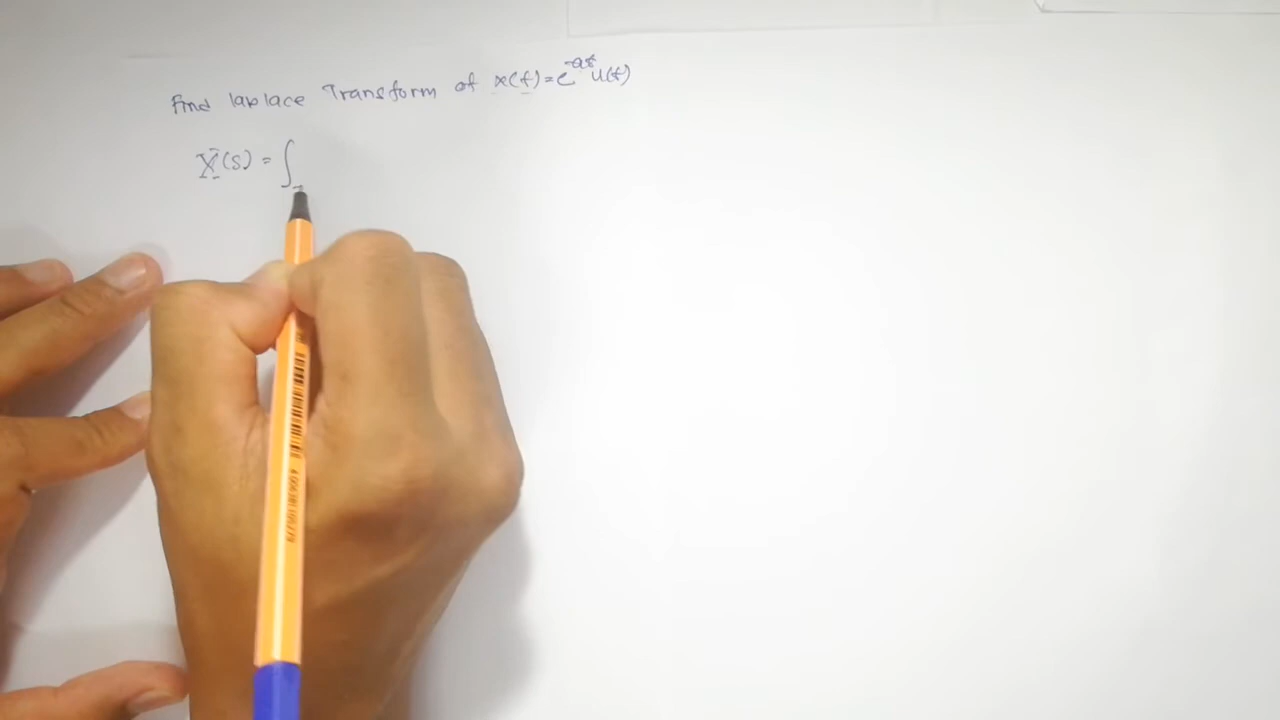 Find laplace Transform of x(t)=e^-at u(t)
X(s) = ∫-